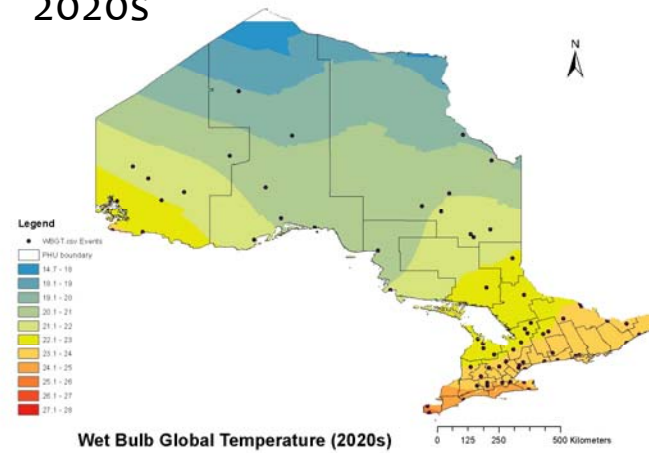 2020s
N
Legend
WBGT.csv Events
PHU boundary
14.7 - 18
18.1 - 19
19.1 - 20
20.1 - 21
21.1 - 22
22.1 - 23
23.1 - 24
24.1 - 25
25.1 - 26
26.1 - 27
27.1 - 28
Wet Bulb Global Temperature (2020s)
0 125 250 500 Kilometers